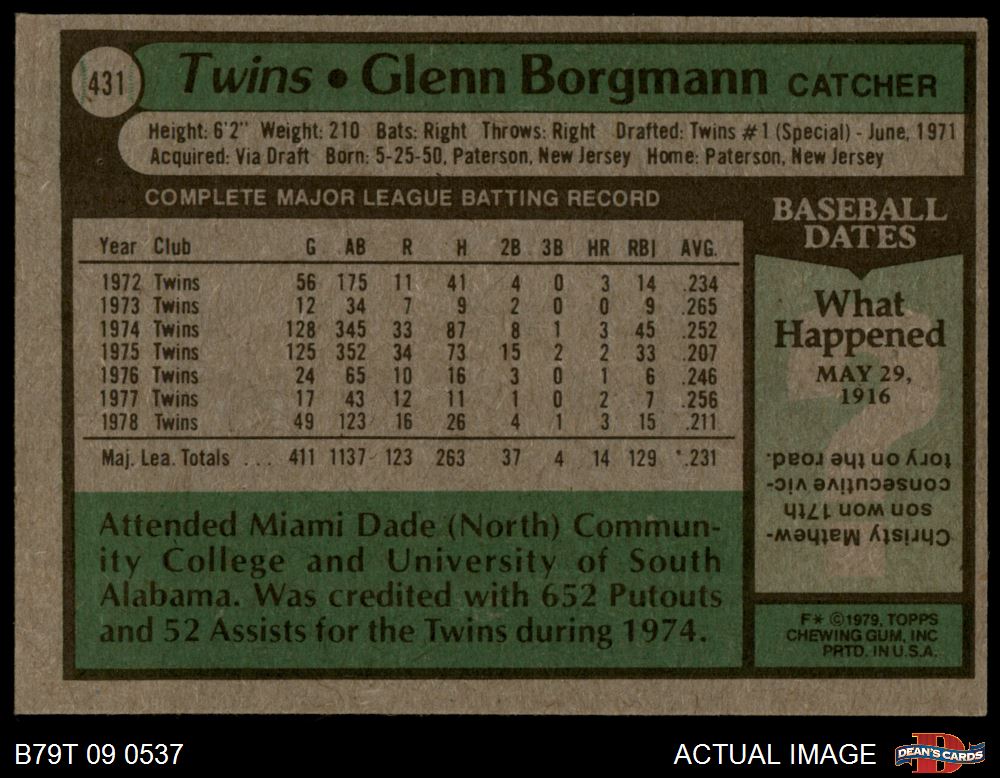 431 Twins • Glenn Borgmann CATCHER
Height: 6'2" Weight: 210 Bats: Right Throws: Right Drafted: Twins #1 (Special) - June, 1971
Acquired: Via Draft Born: 5-25-50, Paterson, New Jersey Home: Paterson, New Jersey
COMPLETE MAJOR LEAGUE BATTING RECORD
Year Club G AB R H 2B 3B HR RBI AVG.
1972 Twins 56 175 11 41 4 0 3 14 .234
1973 Twins 12 34 7 9 2 0 0 9 .265
1974 Twins 128 345 33 87 8 1 3 45 .252
1975 Twins 125 352 34 73 15 2 2 33 .207
1976 Twins 24 65 10 16 3 0 1 6 .246
1977 Twins 17 43 12 11 1 0 2 7 .256
1978 Twins 49 123 16 26 4 1 3 15 .211
Maj. Lea. Totals ... 411 1137 123 263 37 4 14 129 .231
Attended Miami Dade (North) Commun-
ity College and University of South
Alabama. Was credited with 652 Putouts
and 52 Assists for the Twins during 1974.
BASEBALL
DATES
What
Happened
MAY 29,
1916
Christy Mathew-
son won 17th
consecutive vic-
tory on the road.
F* ©1979, TOPPS
CHEWING GUM, INC
PRTD. IN U.S.A.
B79T 09 0537
ACTUAL IMAGE
DEAN'S CARDS